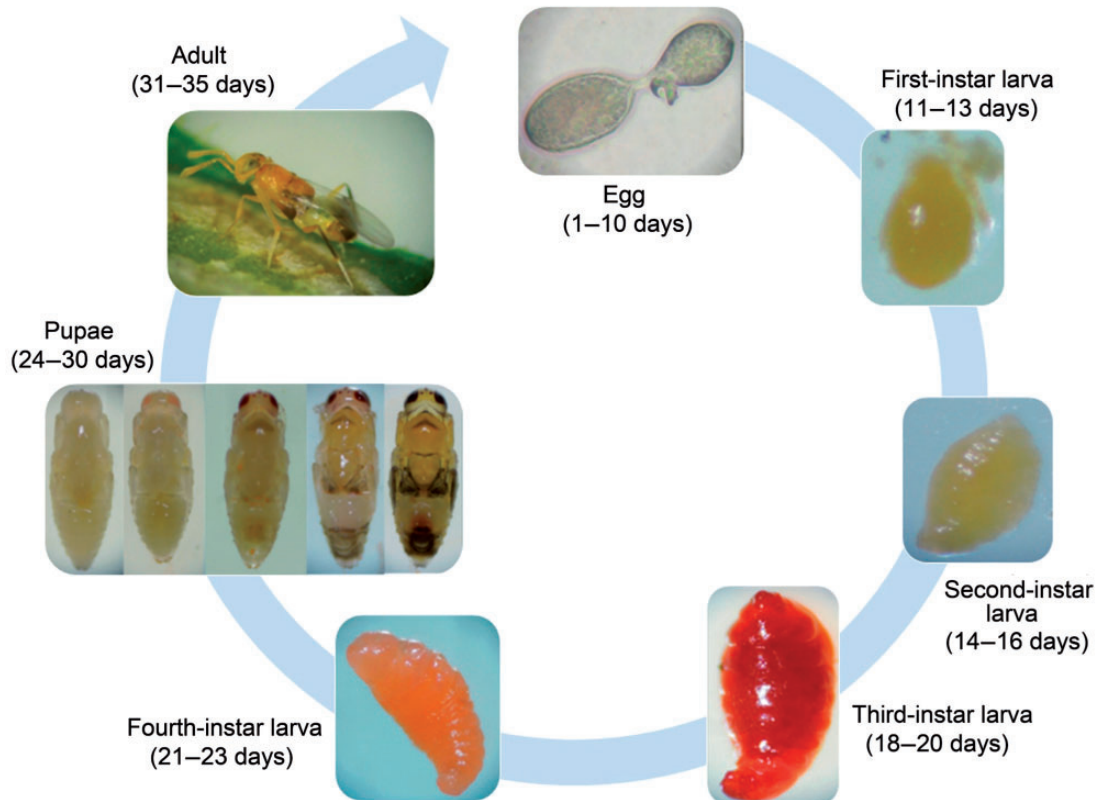 Adult
(31–35 days)
Egg
(1–10 days)
First-instar larva
(11–13 days)
Second-instar
larva
(14–16 days)
Third-instar larva
(18–20 days)
Fourth-instar larva
(21–23 days)
Pupae
(24–30 days)